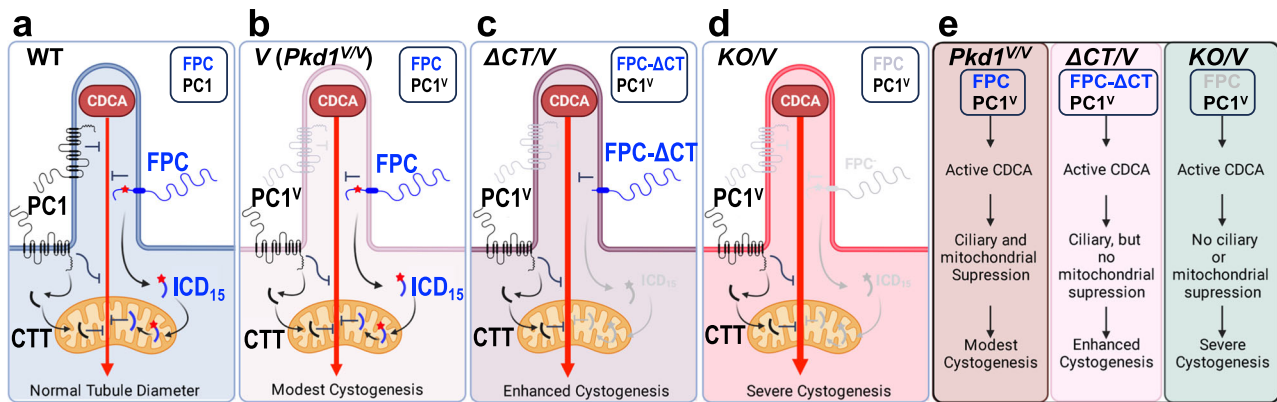 a
WT
FPC
PC1
CDCA
FPC
PC1
ICD15
CTT
Normal Tubule Diameter
b
V (Pkd1V/V)
FPC
PC1V
CDCA
FPC
PC1V
ICD15
CTT
Modest Cystogenesis
c
ΔCT/V
FPC-ΔCT
PC1V
CDCA
FPC-ΔCT
PC1V
ICD15
CTT
Enhanced Cystogenesis
d
KO/V
FPC
PC1V
CDCA
FPC-
PC1V
ICD15
CTT
Severe Cystogenesis
e
Pkd1V/V
FPC
PC1V
Active CDCA
Ciliary and
mitochondrial
Supression
Modest
Cystogenesis
ΔCT/V
FPC-ΔCT
PC1V
Active CDCA
Ciliary, but
no
mitochondrial
supression
Enhanced
Cystogenesis
KO/V
FPC
PC1V
Active CDCA
No ciliary
or
mitochondrial
supression
Severe
Cystogenesis